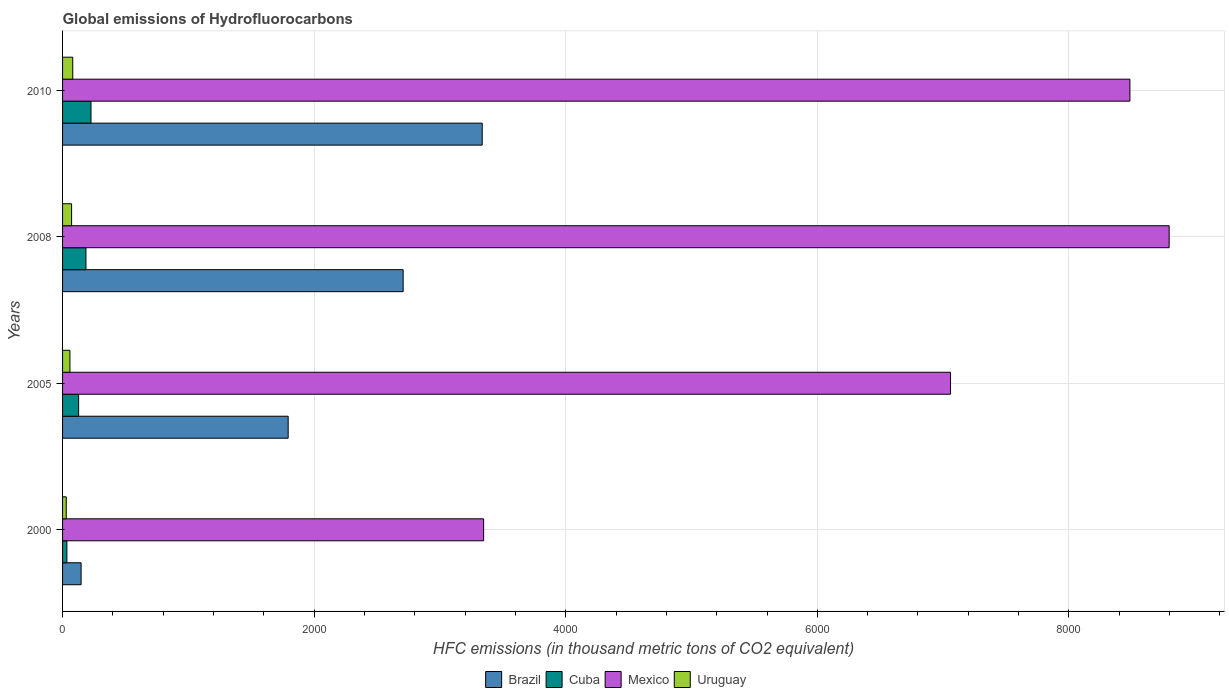 Global emissions of Hydrofluorocarbons
Years
2010
2008
2005
2000
0
2000
4000
6000
8000
HFC emissions (in thousand metric tons of CO2 equivalent)
Brazil
Cuba
Mexico
Uruguay